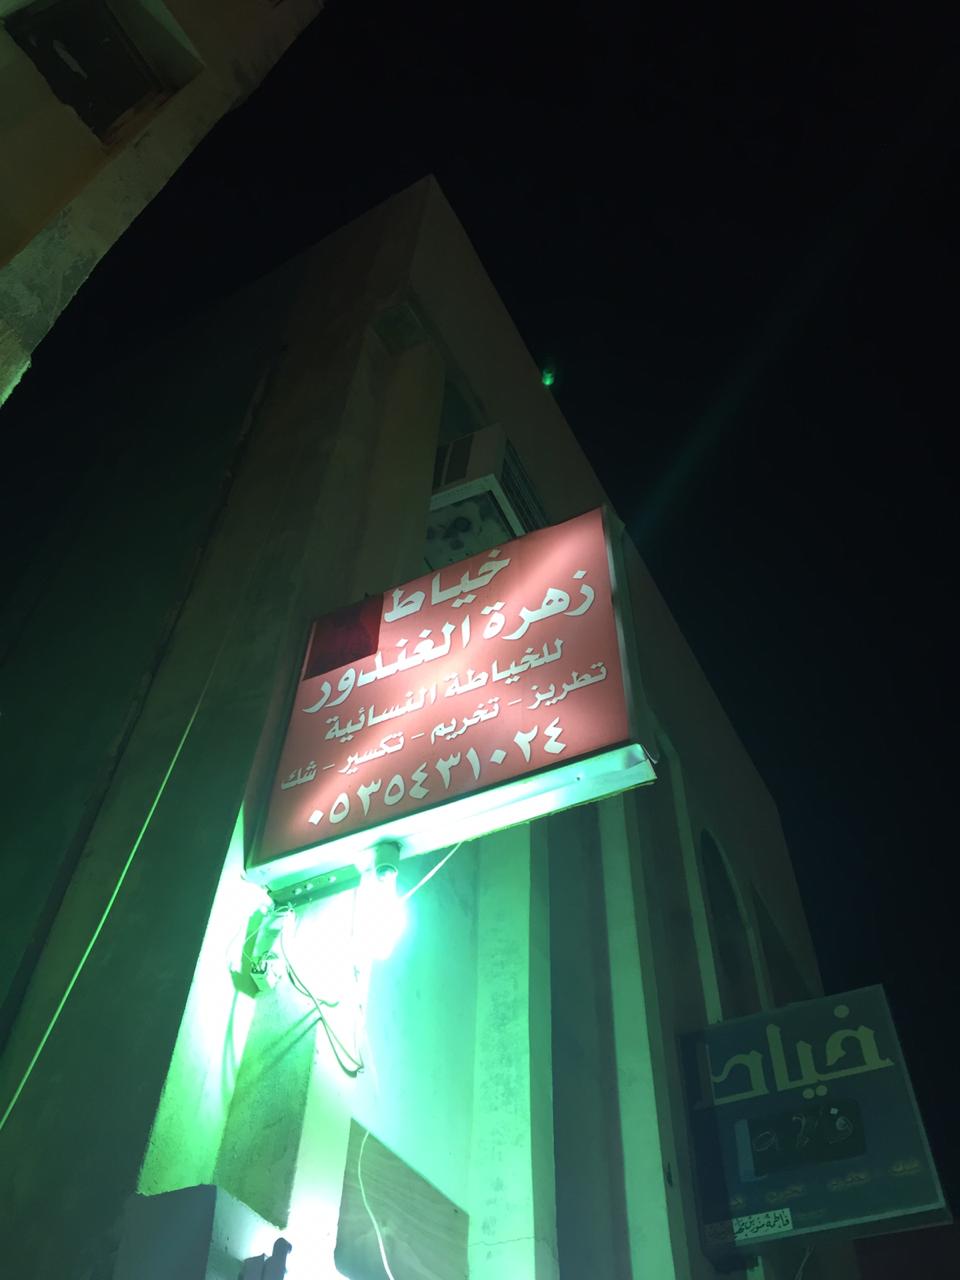 خياط
زهرة الغندور
للخياطة النسائية
تطريز - تخريم - تكسير - شك
٠٥٣٥٤٣١٠٢٤
خياط